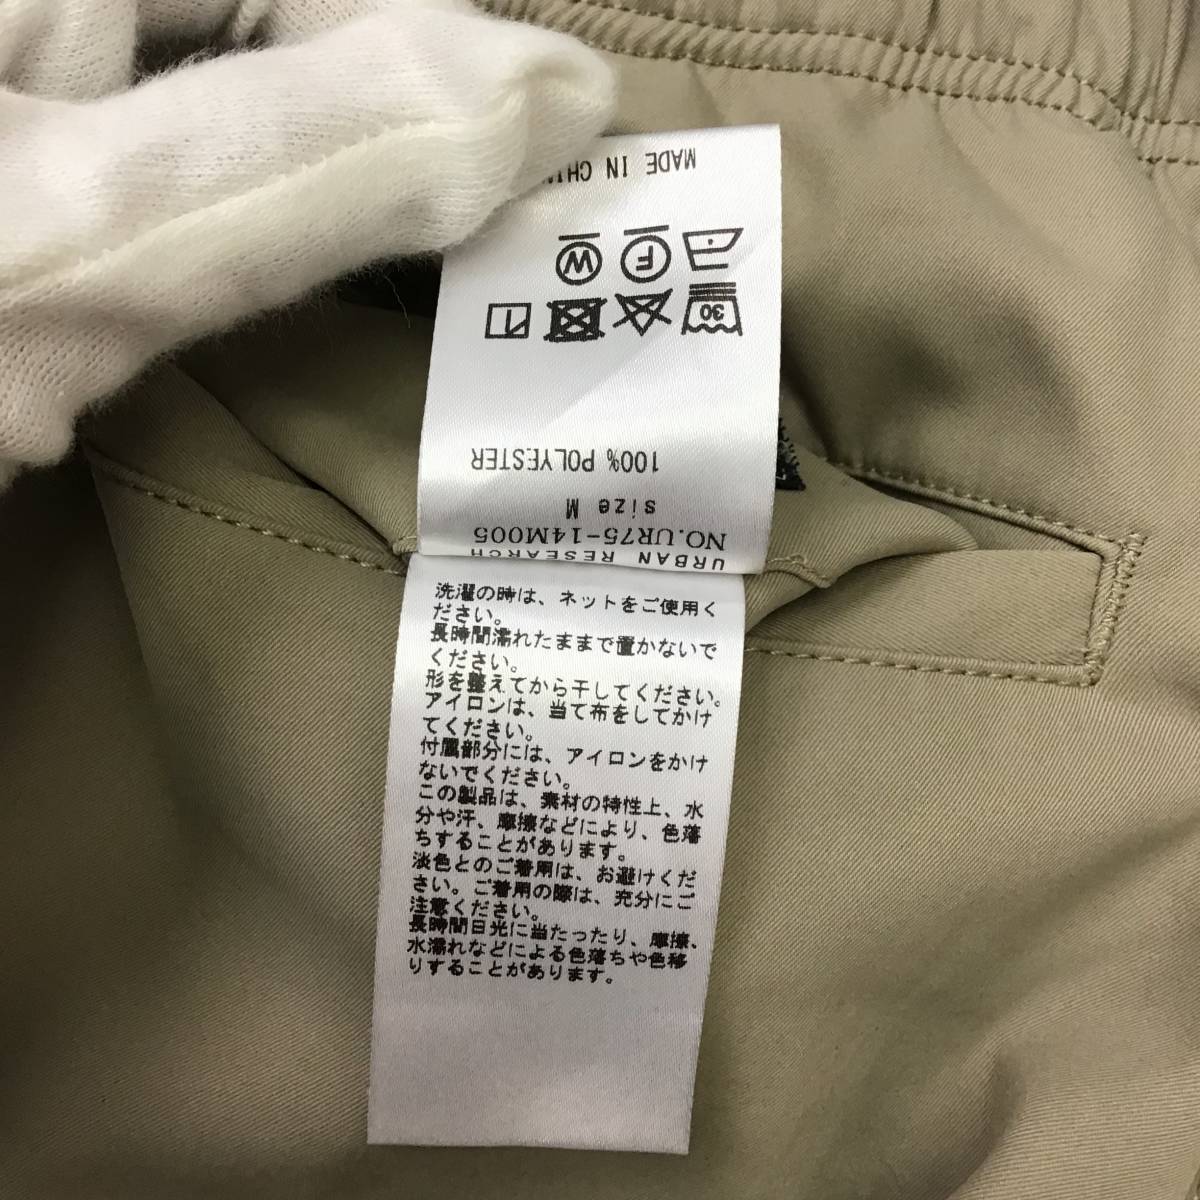 URBAN RESEARCH
NO.UR75-14M005
size M
100% POLYESTER
30
F W
MADE IN CHI
洗濯の時は、ネットをご使用く
ださい。
長時間濡れたままで置かないで
ください。
形を整えてから干してください。
アイロンは、当て布をしてかけ
てください。
付属部分には、アイロンをかけ
ないでください。
この製品は、素材の特性上、水
分や汗、摩擦などにより、色落
ちすることがあります。
淡色とのご着用は、お避けくだ
さい。ご着用の際は、充分にご
注意ください。
長時間日光に当たったり、摩擦、
水濡れなどによる色落ちや色移
りすることがあります。